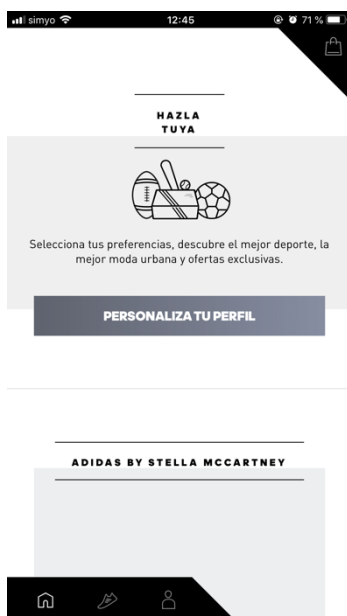 simyo 12:45 71 %
HAZLA
TUYA
Selecciona tus preferencias, descubre el mejor deporte, la
mejor moda urbana y ofertas exclusivas.
PERSONALIZA TU PERFIL
ADIDAS BY STELLA MCCARTNEY